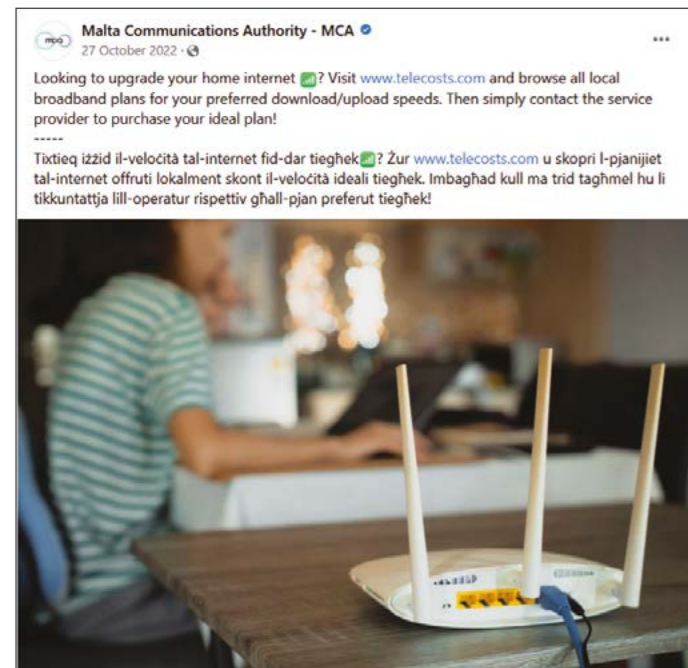 mca
Malta Communications Authority - MCA
27 October 2022 ·
Looking to upgrade your home internet 📶? Visit www.telecosts.com and browse all local
broadband plans for your preferred download/upload speeds. Then simply contact the service
provider to purchase your ideal plan!
-----
Tixtieq iżżid il-veloċità tal-internet fid-dar tiegħek📶? Żur www.telecosts.com u skopri l-pjanijiet
tal-internet offruti lokalment skont il-veloċità ideali tiegħek. Imbagħad kull ma trid tagħmel hu li
tikkuntattja lill-operatur rispettiv għall-pjan preferut tiegħek!